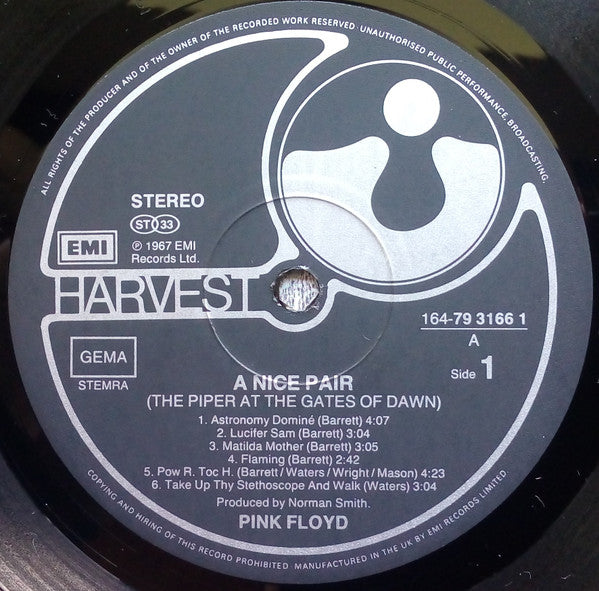 ALL RIGHTS OF THE PRODUCER AND OF THE OWNER OF THE RECORDED WORK RESERVED · UNAUTHORISED PUBLIC PERFORMANCE, BROADCASTING,
STEREO
ST 33
EMI
℗ 1967 EMI
Records Ltd.
HARVEST
164-79 3166 1
A
Side 1
GEMA
STEMRA
A NICE PAIR
(THE PIPER AT THE GATES OF DAWN)
1. Astronomy Dominé (Barrett) 4:07
2. Lucifer Sam (Barrett) 3:04
3. Matilda Mother (Barrett) 3:05
4. Flaming (Barrett) 2:42
5. Pow R. Toc H. (Barrett/Waters/Wright/Mason) 4:23
6. Take Up Thy Stethoscope And Walk (Waters) 3:04
Produced by Norman Smith.
PINK FLOYD
COPYING AND HIRING OF THIS RECORD PROHIBITED · MANUFACTURED IN THE UK BY EMI RECORDS LIMITED